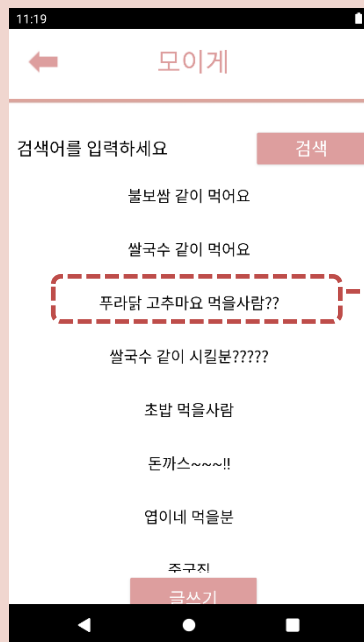 11:19
모이게
검색어를 입력하세요
검색
불보쌈 같이 먹어요
쌀국수 같이 먹어요
푸라닭 고추마요 먹을사람??
쌀국수 같이 시킬분?????
초밥 먹을사람
돈까스~~~!!
엽이네 먹을분
글쓰기